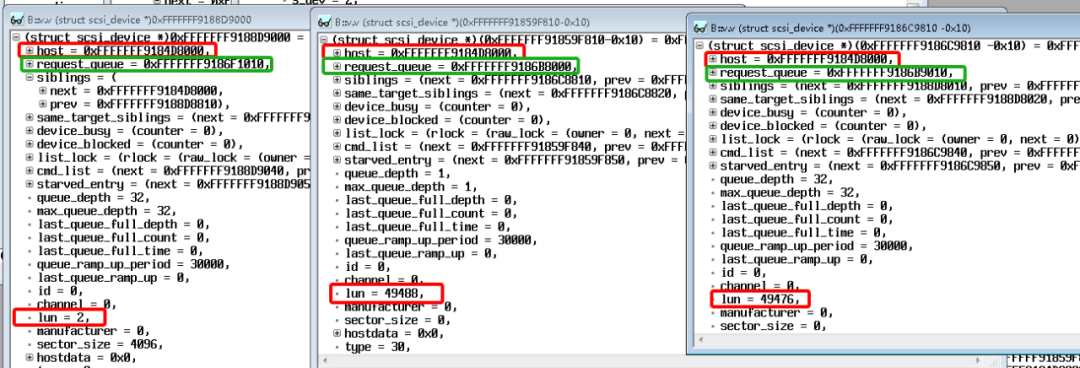 B::v.v (struct scsi_device *)0xFFFFFFF9188D9000
(struct scsi_device *)0xFFFFFFF9188D9000 =
host = 0xFFFFFFF9184D8000,
request_queue = 0xFFFFFFF9186F1010,
siblings = (
next = 0xFFFFFFF9184D8000,
prev = 0xFFFFFFF9188D8810),
same_target_siblings = (next = 0xFFFFFFF9
device_busy = (counter = 0),
device_blocked = (counter = 0),
list_lock = (rlock = (raw_lock = (owner =
cmd_list = (next = 0xFFFFFFF9188D9040, pre
starved_entry = (next = 0xFFFFFFF9188D905
queue_depth = 32,
max_queue_depth = 32,
last_queue_full_depth = 0,
last_queue_full_count = 0,
last_queue_full_time = 0,
queue_ramp_up_period = 30000,
last_queue_ramp_up = 0,
id = 0,
channel = 0,
lun = 2,
manufacturer = 0,
sector_size = 4096,
hostdata = 0x0,
B::v.v (struct scsi_device *)(0xFFFFFFF91859F810-0x10)
(struct scsi_device *)(0xFFFFFFF91859F810-0x10) = 0xF
host = 0xFFFFFFF9184D8000,
request_queue = 0xFFFFFFF9186B8000,
siblings = (next = 0xFFFFFFF9186C8810, prev = 0xFFFFF
same_target_siblings = (next = 0xFFFFFFF9186C8820, p
device_busy = (counter = 0),
device_blocked = (counter = 0),
list_lock = (rlock = (raw_lock = (owner = 0, next =
cmd_list = (next = 0xFFFFFFF91859F840, prev = 0xFFFFF
starved_entry = (next = 0xFFFFFFF91859F850, prev =
queue_depth = 1,
max_queue_depth = 1,
last_queue_full_depth = 0,
last_queue_full_count = 0,
last_queue_full_time = 0,
queue_ramp_up_period = 30000,
last_queue_ramp_up = 0,
id = 0,
channel = 0,
lun = 49488,
manufacturer = 0,
sector_size = 0,
hostdata = 0x0,
type = 30,
B::v.v (struct scsi_device *)(0xFFFFFFF9186C9810 -0x10)
(struct scsi_device *)(0xFFFFFFF9186C9810 -0x10) = 0x
host = 0xFFFFFFF9184D8000,
request_queue = 0xFFFFFFF9186B9010,
siblings = (next = 0xFFFFFFF9188D8010, prev = 0xFFFF
same_target_siblings = (next = 0xFFFFFFF9188D8020, pr
device_busy = (counter = 0),
device_blocked = (counter = 0),
list_lock = (rlock = (raw_lock = (owner = 0, next = 0)
cmd_list = (next = 0xFFFFFFF9186C9840, prev = 0xFFFF
starved_entry = (next = 0xFFFFFFF9186C9850, prev = 0x
queue_depth = 32,
max_queue_depth = 32,
last_queue_full_depth = 0,
last_queue_full_count = 0,
last_queue_full_time = 0,
queue_ramp_up_period = 30000,
last_queue_ramp_up = 0,
id = 0,
channel = 0,
lun = 49476,
manufacturer = 0,
sector_size = 0,